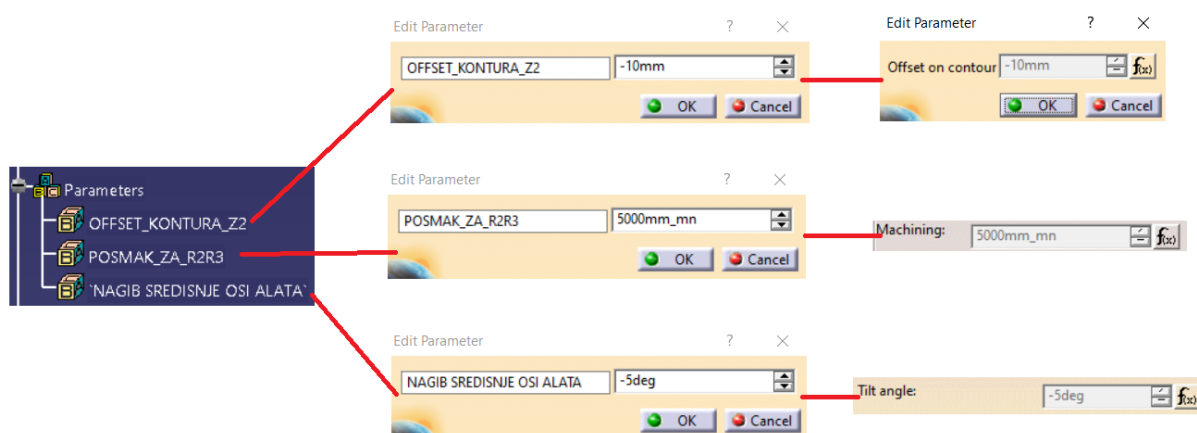 Edit Parameter ? ×
OFFSET_KONTURA_Z2 -10mm
OK Cancel
Edit Parameter ? ×
Offset on contour -10mm f(x)
OK Cancel
Parameters
OFFSET_KONTURA_Z2
POSMAK_ZA_R2R3
`NAGIB SREDISNJE OSI ALATA`
Edit Parameter ? ×
POSMAK_ZA_R2R3 5000mm_mn
OK Cancel
Machining: 5000mm_mn f(x)
Edit Parameter ? ×
NAGIB SREDISNJE OSI ALATA -5deg
OK Cancel
Tilt angle: -5deg f(x)